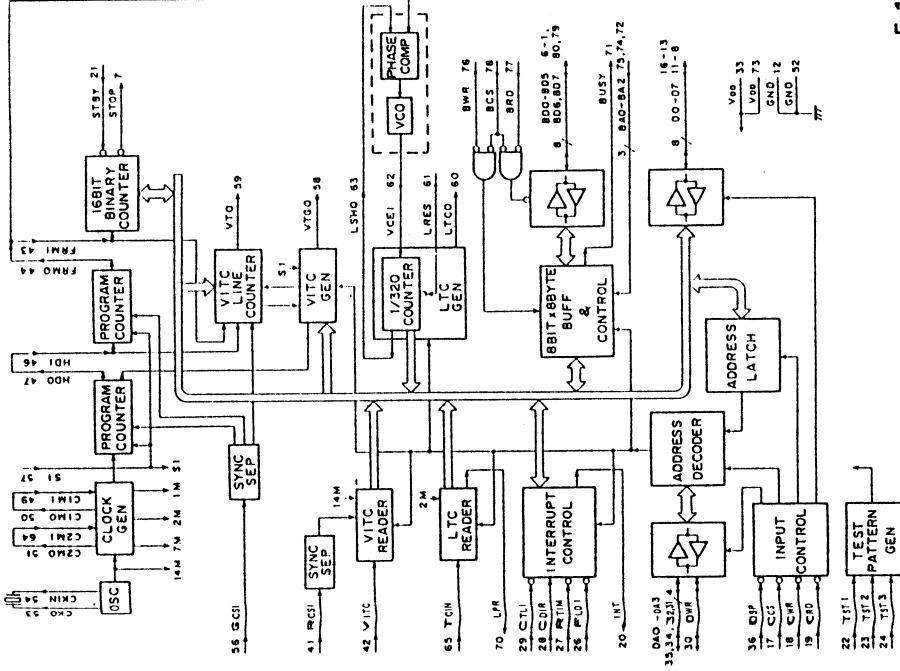 CKO 53
CKIN 54
OSC
C2MO 51
C2MI 64
CIMO 50
CIMI 49
SI 57
CLOCK
GEN
14M
7M
2M
1M
SI
HDO 47
HDI 46
PROGRAM
COUNTER
PROGRAM
COUNTER
FRMO 44
FRMI 43
16BIT
BINARY
COUNTER
STBY 21
STOP 7
56 GCSI
SYNC
SEP
VITC
LINE
COUNTER
VTO 59
SI
VITC
GEN
VTGO 58
41 RCSI
SYNC
SEP
42 VITC
14M
VITC
READER
LSHO 63
VCEI 62
LRES 61
LTCO 60
1/320
COUNTER
LTC
GEN
VCO
PHASE
COMP
65 TCIN
2M
LTC
READER
70 LPR
29 CTLI
28 CDIR
27 RTIM
26 FLDI
20 INT
INTERRUPT
CONTROL
8BIT x8BYTE
BUFF
&
CONTROL
BWR 76
BCS 78
BRD 77
8
BD0-BD5 6-1,
BD6,BD7 80,79
BUSY 71
3
BA0-BA2 75,74,72
DA0-DA3
35,34,32,31
4
30 DWR
ADDRESS
DECODER
ADDRESS
LATCH
8
D0-D7 16-13
11-8
36 DSP
17 CCS
18 CWR
19 CRD
INPUT
CONTROL
22 TST1
23 TST2
24 TST3
TEST
PATTERN
GEN
VDD 33
VDD 73
GND 12
GND 52